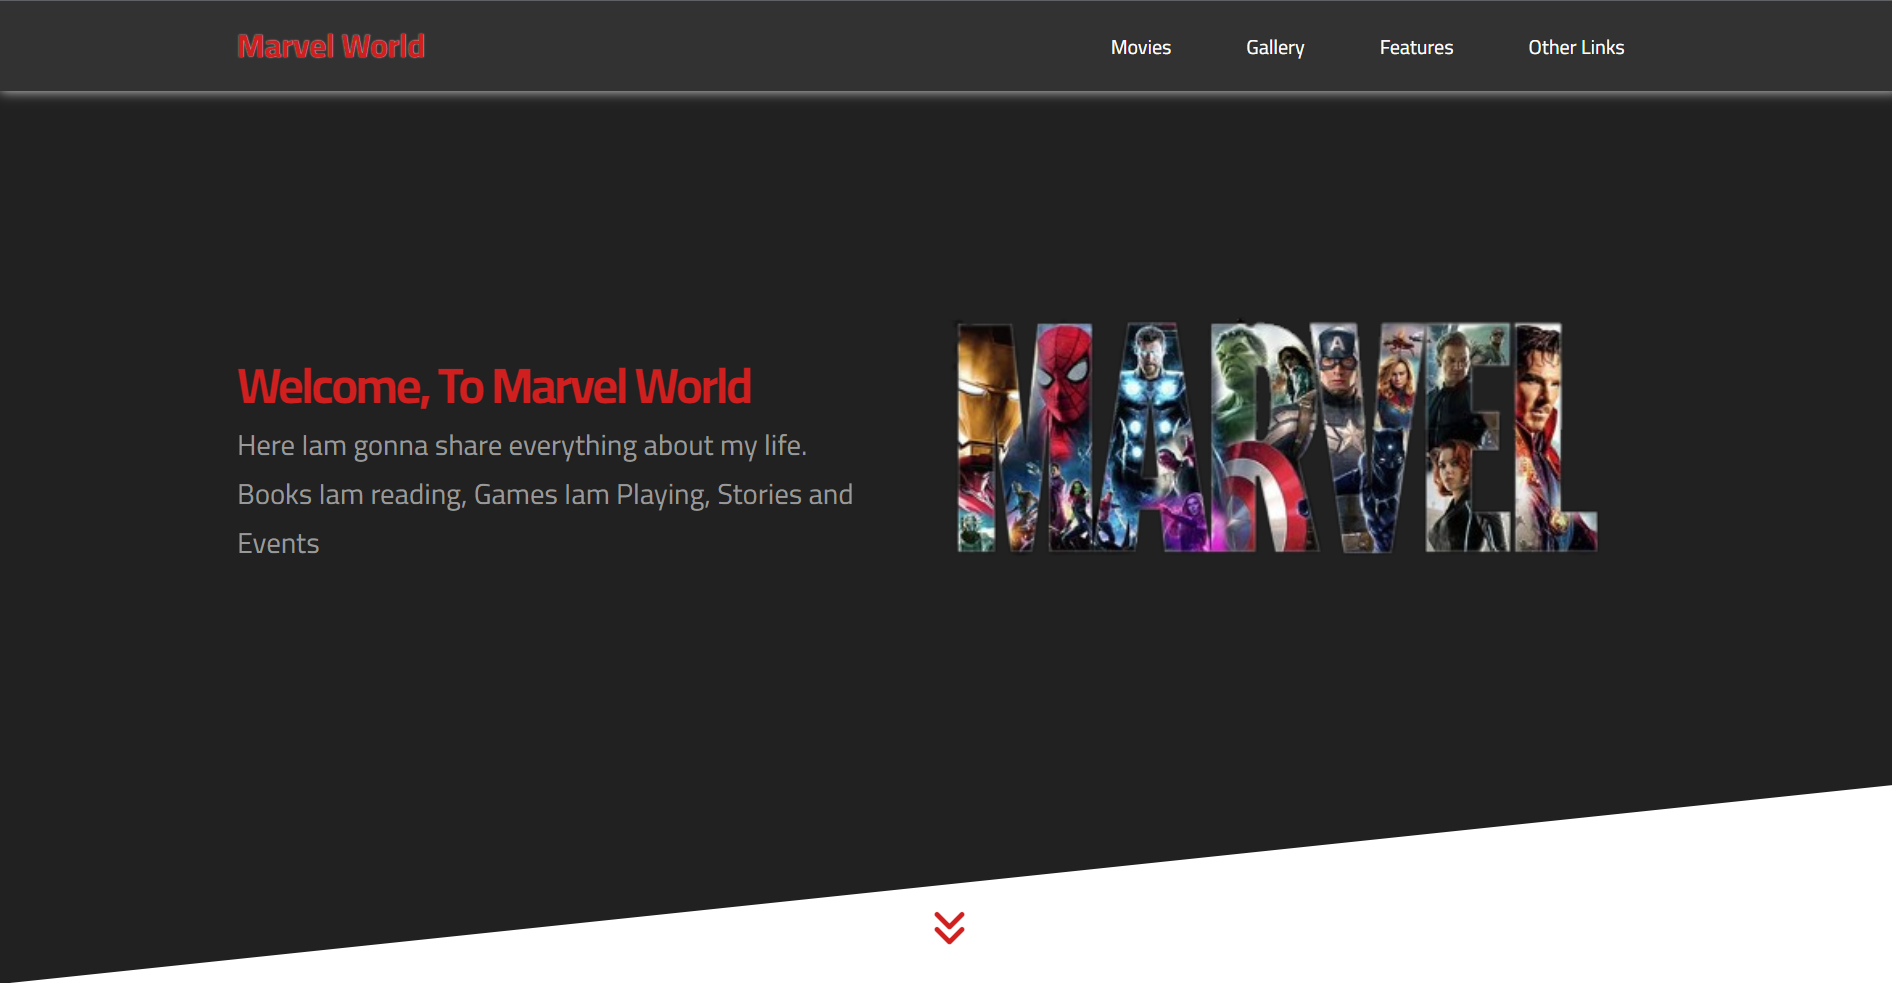 Marvel World
Movies
Gallery
Features
Other Links
Welcome, To Marvel World
Here Iam gonna share everything about my life.
Books Iam reading, Games Iam Playing, Stories and
Events
MARVEL